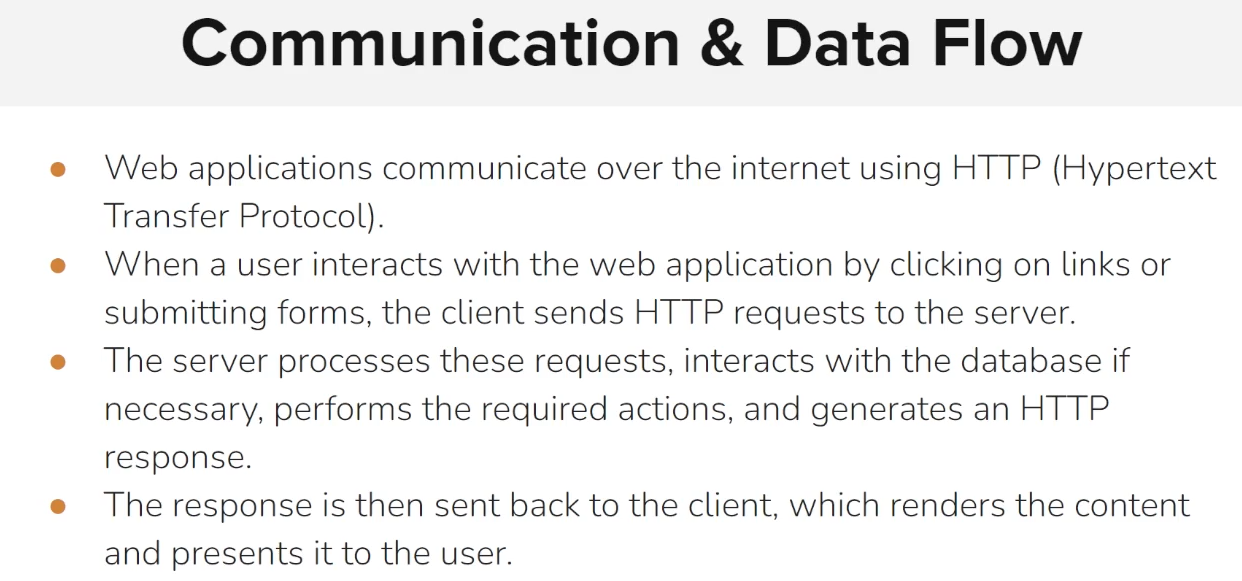 Communication & Data Flow
● Web applications communicate over the internet using HTTP (Hypertext
Transfer Protocol).
● When a user interacts with the web application by clicking on links or
submitting forms, the client sends HTTP requests to the server.
● The server processes these requests, interacts with the database if
necessary, performs the required actions, and generates an HTTP
response.
● The response is then sent back to the client, which renders the content
and presents it to the user.